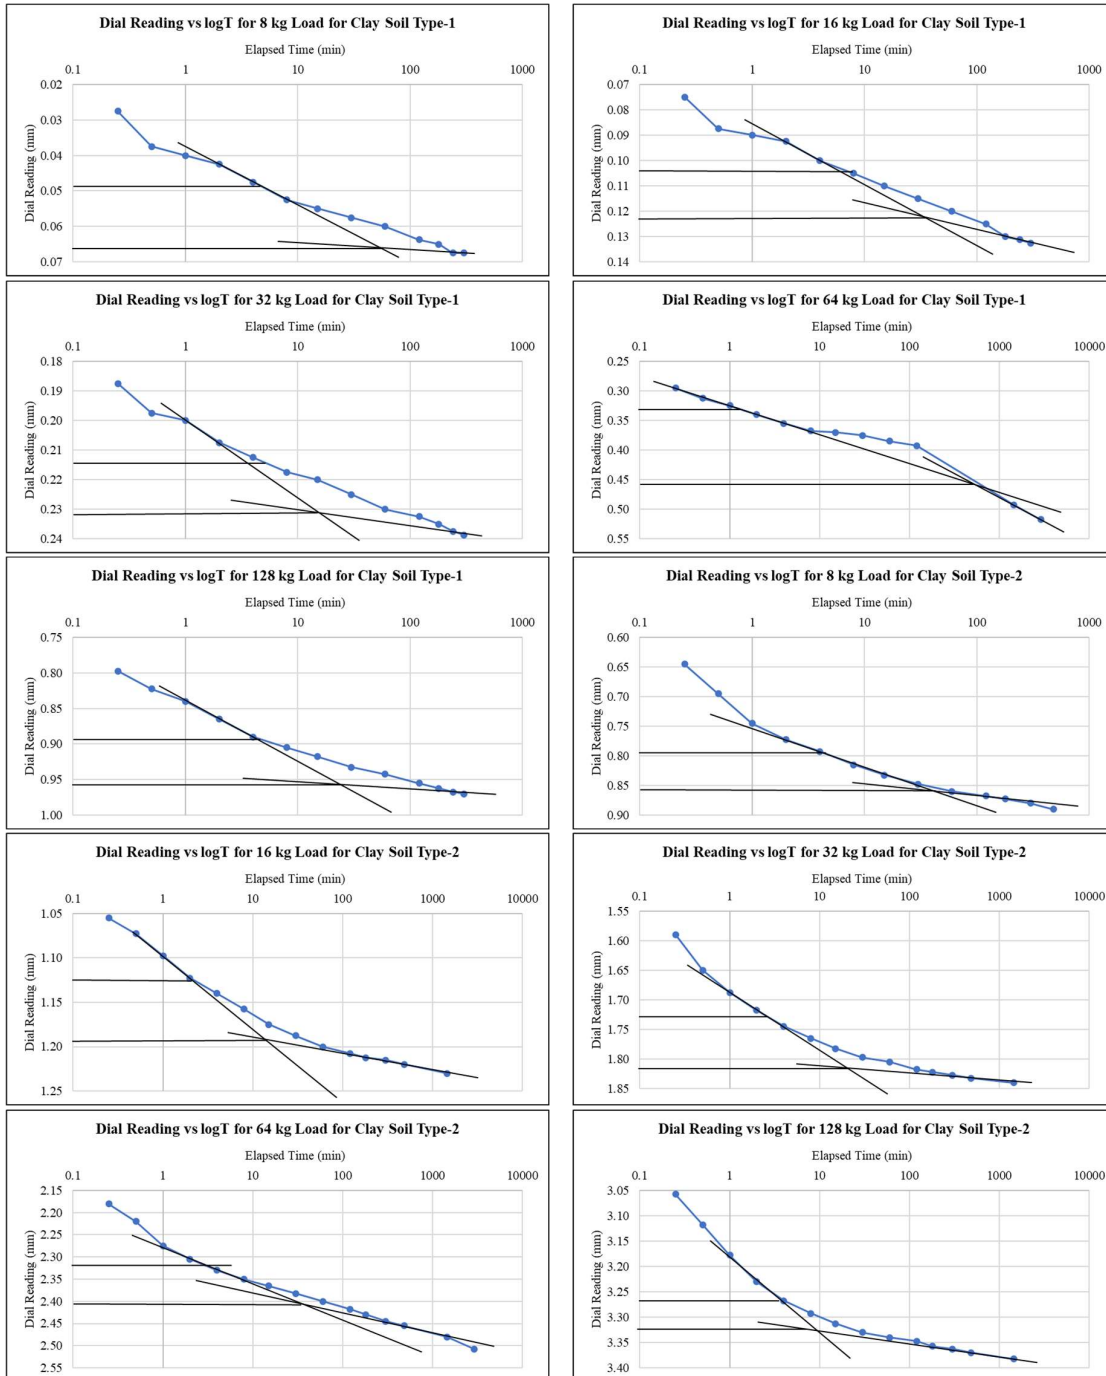 Dial Reading vs logT for 8 kg Load for Clay Soil Type-1
Elapsed Time (min)
0.1 1 10 100 1000
0.02
0.03
0.04
0.05
0.06
0.07
Dial Reading (mm)
Dial Reading vs logT for 16 kg Load for Clay Soil Type-1
Elapsed Time (min)
0.1 1 10 100 1000
0.07
0.08
0.09
0.10
0.11
0.12
0.13
0.14
Dial Reading (mm)
Dial Reading vs logT for 32 kg Load for Clay Soil Type-1
Elapsed Time (min)
0.1 1 10 100 1000
0.18
0.19
0.20
0.21
0.22
0.23
0.24
Dial Reading (mm)
Dial Reading vs logT for 64 kg Load for Clay Soil Type-1
Elapsed Time (min)
0.1 1 10 100 1000 10000
0.25
0.30
0.35
0.40
0.45
0.50
0.55
Dial Reading (mm)
Dial Reading vs logT for 128 kg Load for Clay Soil Type-1
Elapsed Time (min)
0.1 1 10 100 1000
0.75
0.80
0.85
0.90
0.95
1.00
Dial Reading (mm)
Dial Reading vs logT for 8 kg Load for Clay Soil Type-2
Elapsed Time (min)
0.1 1 10 100 1000
0.60
0.65
0.70
0.75
0.80
0.85
0.90
Dial Reading (mm)
Dial Reading vs logT for 16 kg Load for Clay Soil Type-2
Elapsed Time (min)
0.1 1 10 100 1000 10000
1.05
1.10
1.15
1.20
1.25
Dial Reading (mm)
Dial Reading vs logT for 32 kg Load for Clay Soil Type-2
Elapsed Time (min)
0.1 1 10 100 1000 10000
1.55
1.60
1.65
1.70
1.75
1.80
1.85
Dial Reading (mm)
Dial Reading vs logT for 64 kg Load for Clay Soil Type-2
Elapsed Time (min)
0.1 1 10 100 1000 10000
2.15
2.20
2.25
2.30
2.35
2.40
2.45
2.50
2.55
Dial Reading (mm)
Dial Reading vs logT for 128 kg Load for Clay Soil Type-2
Elapsed Time (min)
0.1 1 10 100 1000 10000
3.05
3.10
3.15
3.20
3.25
3.30
3.35
3.40
Dial Reading (mm)